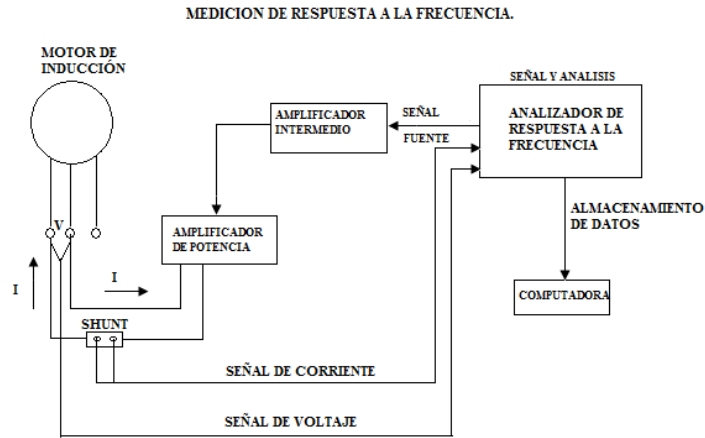 MEDICION DE RESPUESTA A LA FRECUENCIA.
MOTOR DE
INDUCCIÓN
SEÑAL Y ANALISIS
AMPLIFICADOR
INTERMEDIO
SEÑAL
FUENTE
ANALIZADOR DE
RESPUESTA A LA
FRECUENCIA
V
AMPLIFICADOR
DE POTENCIA
ALMACENAMIENTO
DE DATOS
I
I
COMPUTADORA
SHUNT
SEÑAL DE CORRIENTE
SEÑAL DE VOLTAJE